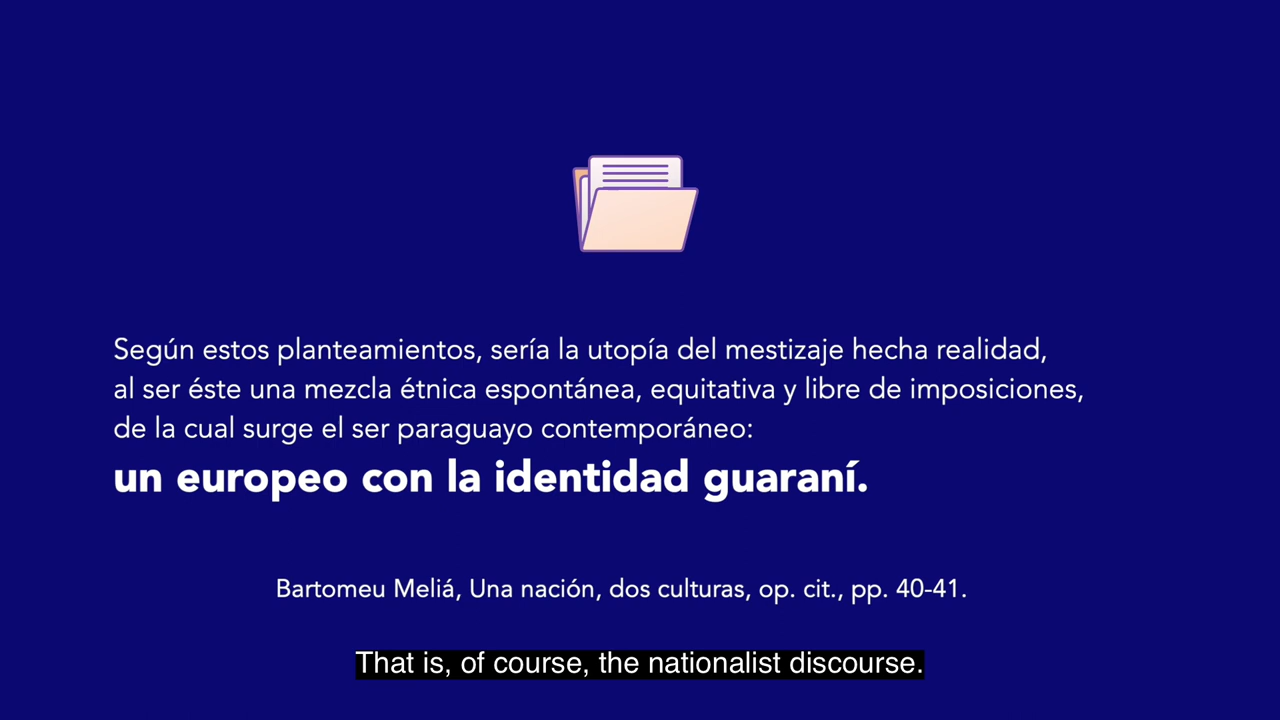 Según estos planteamientos, sería la utopía del mestizaje hecha realidad,
al ser éste una mezcla étnica espontánea, equitativa y libre de imposiciones,
de la cual surge el ser paraguayo contemporáneo:
un europeo con la identidad guaraní.
Bartomeu Meliá, Una nación, dos culturas, op. cit., pp. 40-41.
That is, of course, the nationalist discourse.